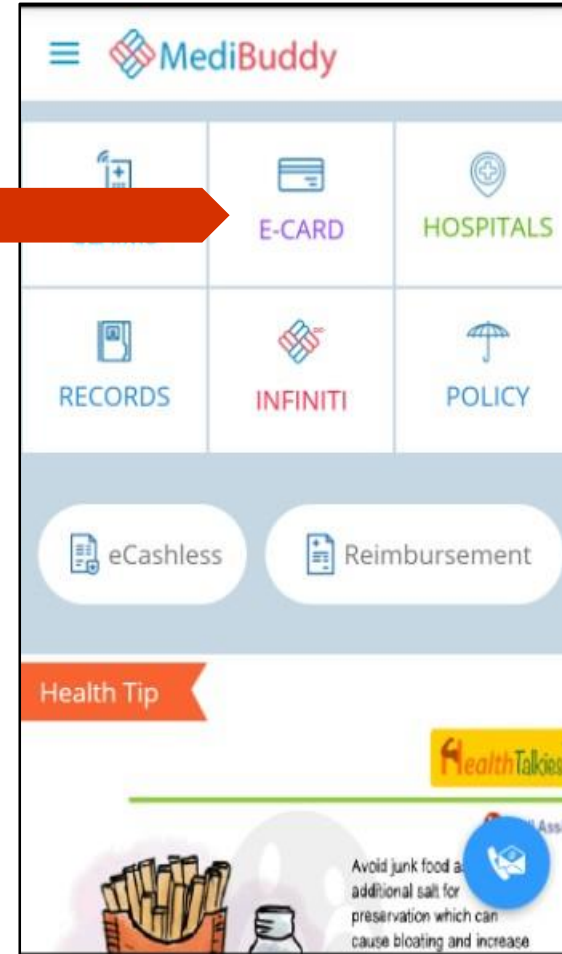 MediBuddy
E-CARD
HOSPITALS
RECORDS
INFINITI
POLICY
eCashless
Reimbursement
Health Tip
HealthTalkies
Avoid junk food
additional salt for
preservation which can
cause bloating and increase